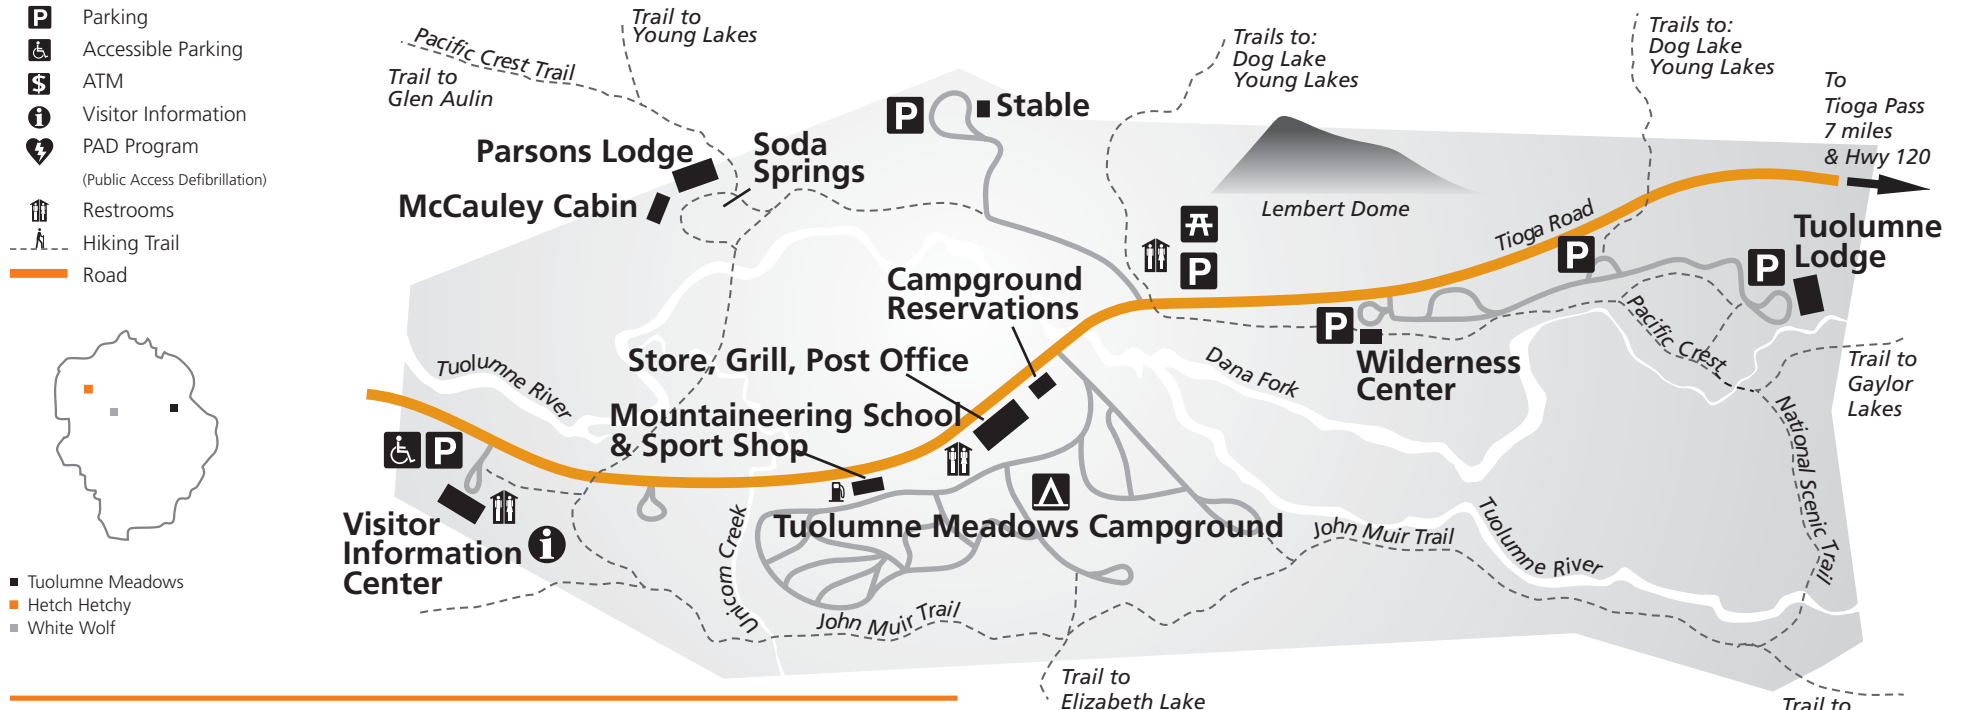 P Parking
Accessible Parking
$ ATM
i Visitor Information
PAD Program
(Public Access Defibrillation)
Restrooms
Hiking Trail
Road
Tuolumne Meadows
Hetch Hetchy
White Wolf
Pacific Crest Trail
Trail to
Glen Aulin
Trail to
Young Lakes
Parsons Lodge
McCauley Cabin
Soda
Springs
P
Stable
Trails to:
Dog Lake
Young Lakes
Lembert Dome
Trails to:
Dog Lake
Young Lakes
To
Tioga Pass
7 miles
& Hwy 120
Tioga Road
P
P
P
Tuolumne
Lodge
Campground
Reservations
P
Wilderness
Center
Pacific Crest
National Scenic Trail
Trail to
Gaylor
Lakes
Store, Grill, Post Office
Mountaineering School
& Sport Shop
Tuolumne River
Dana Fork
P
Visitor
Information
Center
i
Unicorn Creek
Tuolumne Meadows Campground
John Muir Trail
John Muir Trail
Tuolumne River
Trail to
Elizabeth Lake
Trail to